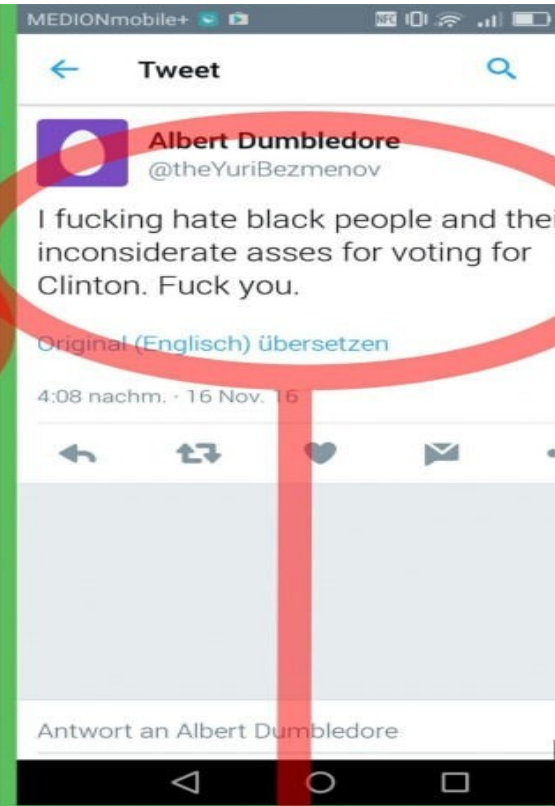 MEDIONmobile+
NFC
Tweet
Albert Dumbledore
@theYuriBezmenov
I fucking hate black people and thei
inconsiderate asses for voting for
Clinton. Fuck you.
Original (Englisch) übersetzen
4:08 nachm. · 16 Nov. 16
Antwort an Albert Dumbledore